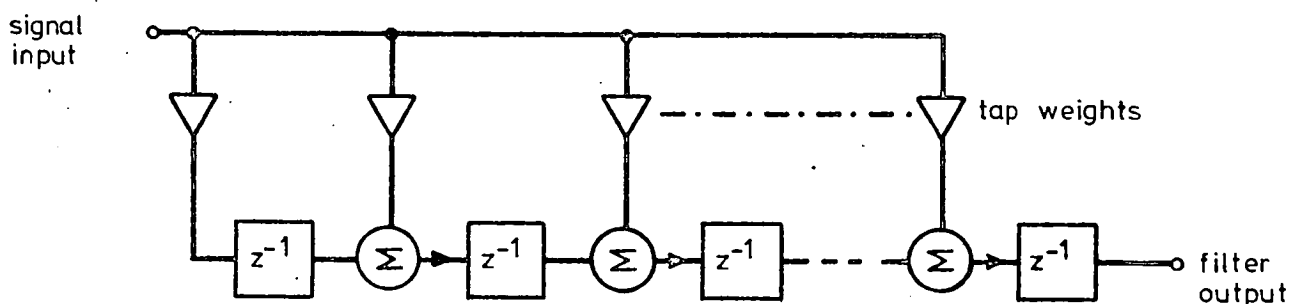 signal
input
tap weights
z⁻¹ Σ z⁻¹ Σ z⁻¹ Σ z⁻¹
filter
output